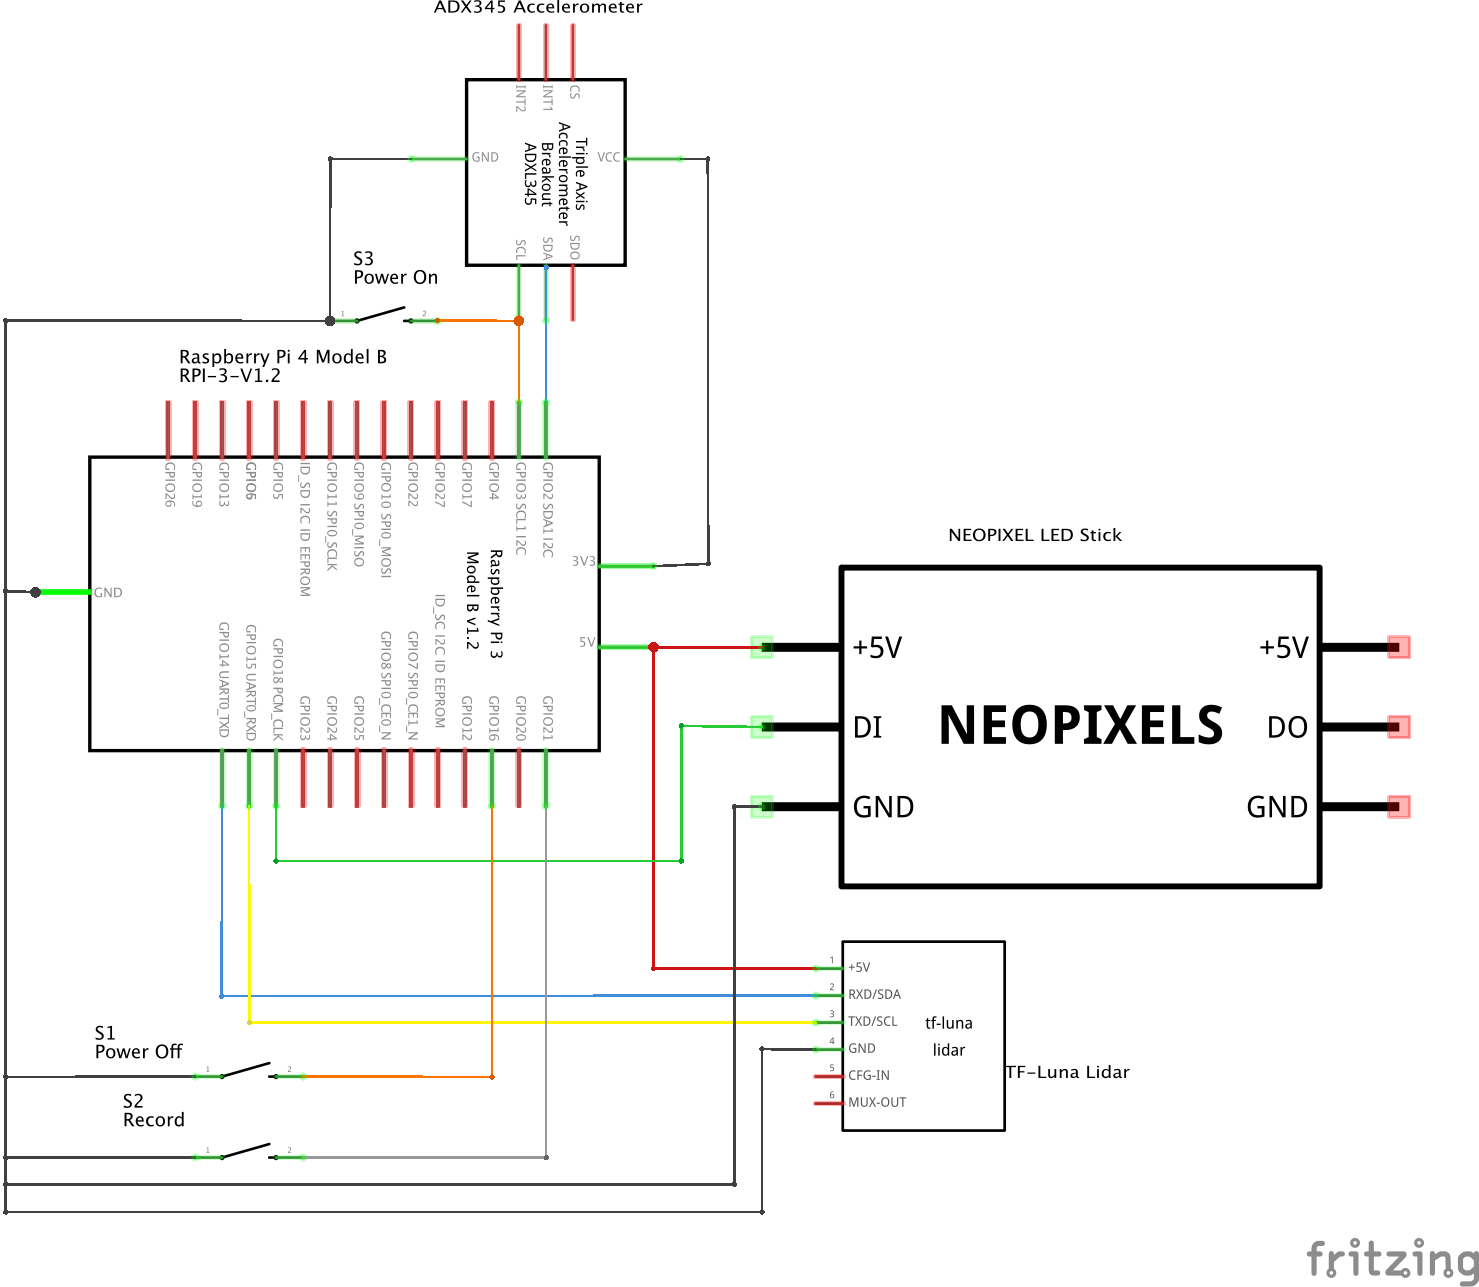 ADX345 Accelerometer
INT2
INT1
CS
GND
Triple Axis
Accelerometer
Breakout
ADXL345
VCC
SCL
SDA
SDO
S3
Power On
1
2
Raspberry Pi 4 Model B
RPI-3-V1.2
GPIO26
GPIO19
GPIO13
GPIO6
GPIO5
ID_SD I2C ID EEPROM
GPIO11 SPI0_SCLK
GPIO9 SPI0_MISO
GIPO10 SPI0_MOSI
GPIO22
GPIO27
GPIO17
GPIO4
GPIO3 SCL1 I2C
GPIO2 SDA1 I2C
Raspberry Pi 3
Model B v1.2
3V3
GND
5V
GPIO14 UART0_TXD
GPIO15 UART0_RXD
GPIO18 PCM_CLK
GPIO23
GPIO24
GPIO25
GPIO8 SPI0_CE0_N
GPIO7 SPI0_CE1_N
ID_SC I2C ID EEPROM
GPIO12
GPIO16
GPIO20
GPIO21
NEOPIXEL LED Stick
+5V
+5V
NEOPIXELS
DI
DO
GND
GND
1
+5V
2
RXD/SDA
3
TXD/SCL
4
GND
5
CFG-IN
6
MUX-OUT
tf-luna
lidar
TF-Luna Lidar
S1
Power Off
1
2
S2
Record
1
2
fritzing